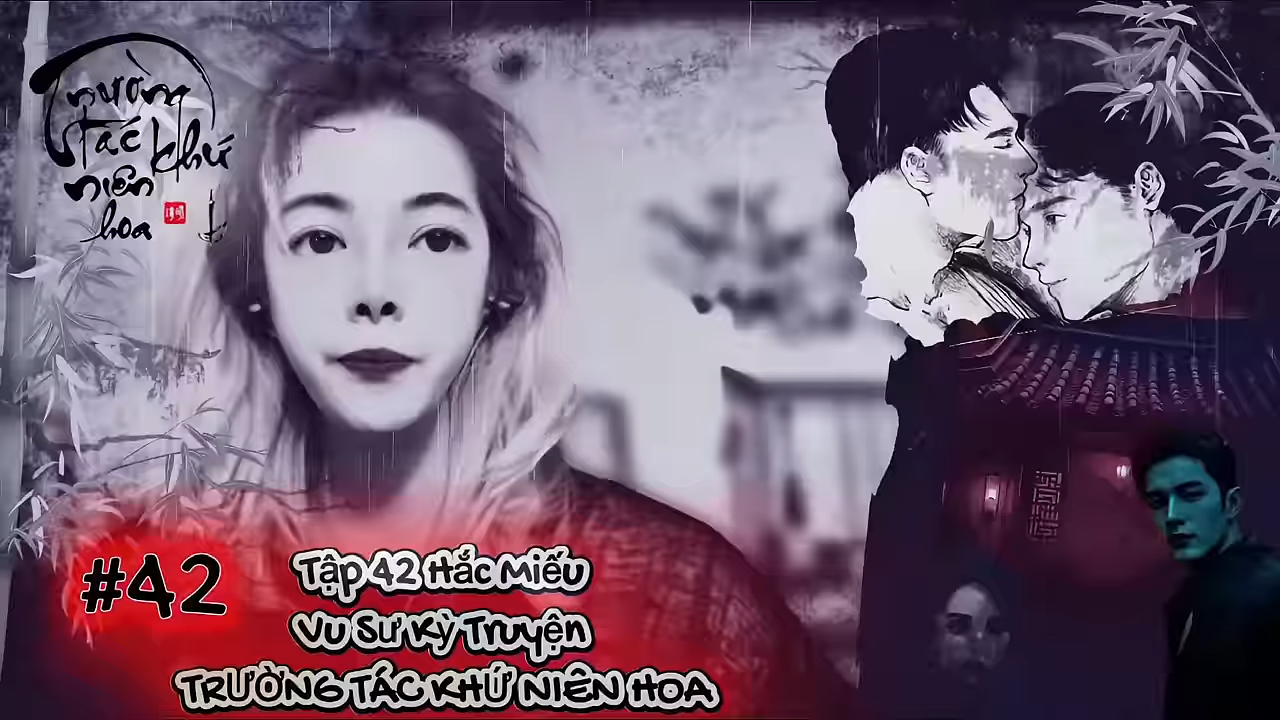 Trường
tác khứ
niên
hoa
#42
Tập 42 Hắc Miếu
Vu Sư Kỳ Truyện
TRƯỜNG TÁC KHỨ NIÊN HOA